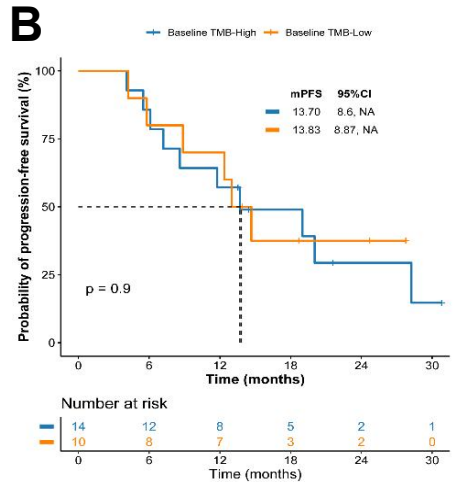 B
Baseline TMB-High Baseline TMB-Low
Probability of progression-free survival (%)
100
75
50
25
0
mPFS 95%CI
13.70 8.6, NA
13.83 8.87, NA
p = 0.9
0 6 12 18 24 30
Time (months)
Number at risk
14 12 8 5 2 1
10 8 7 3 2 0
0 6 12 18 24 30
Time (months)